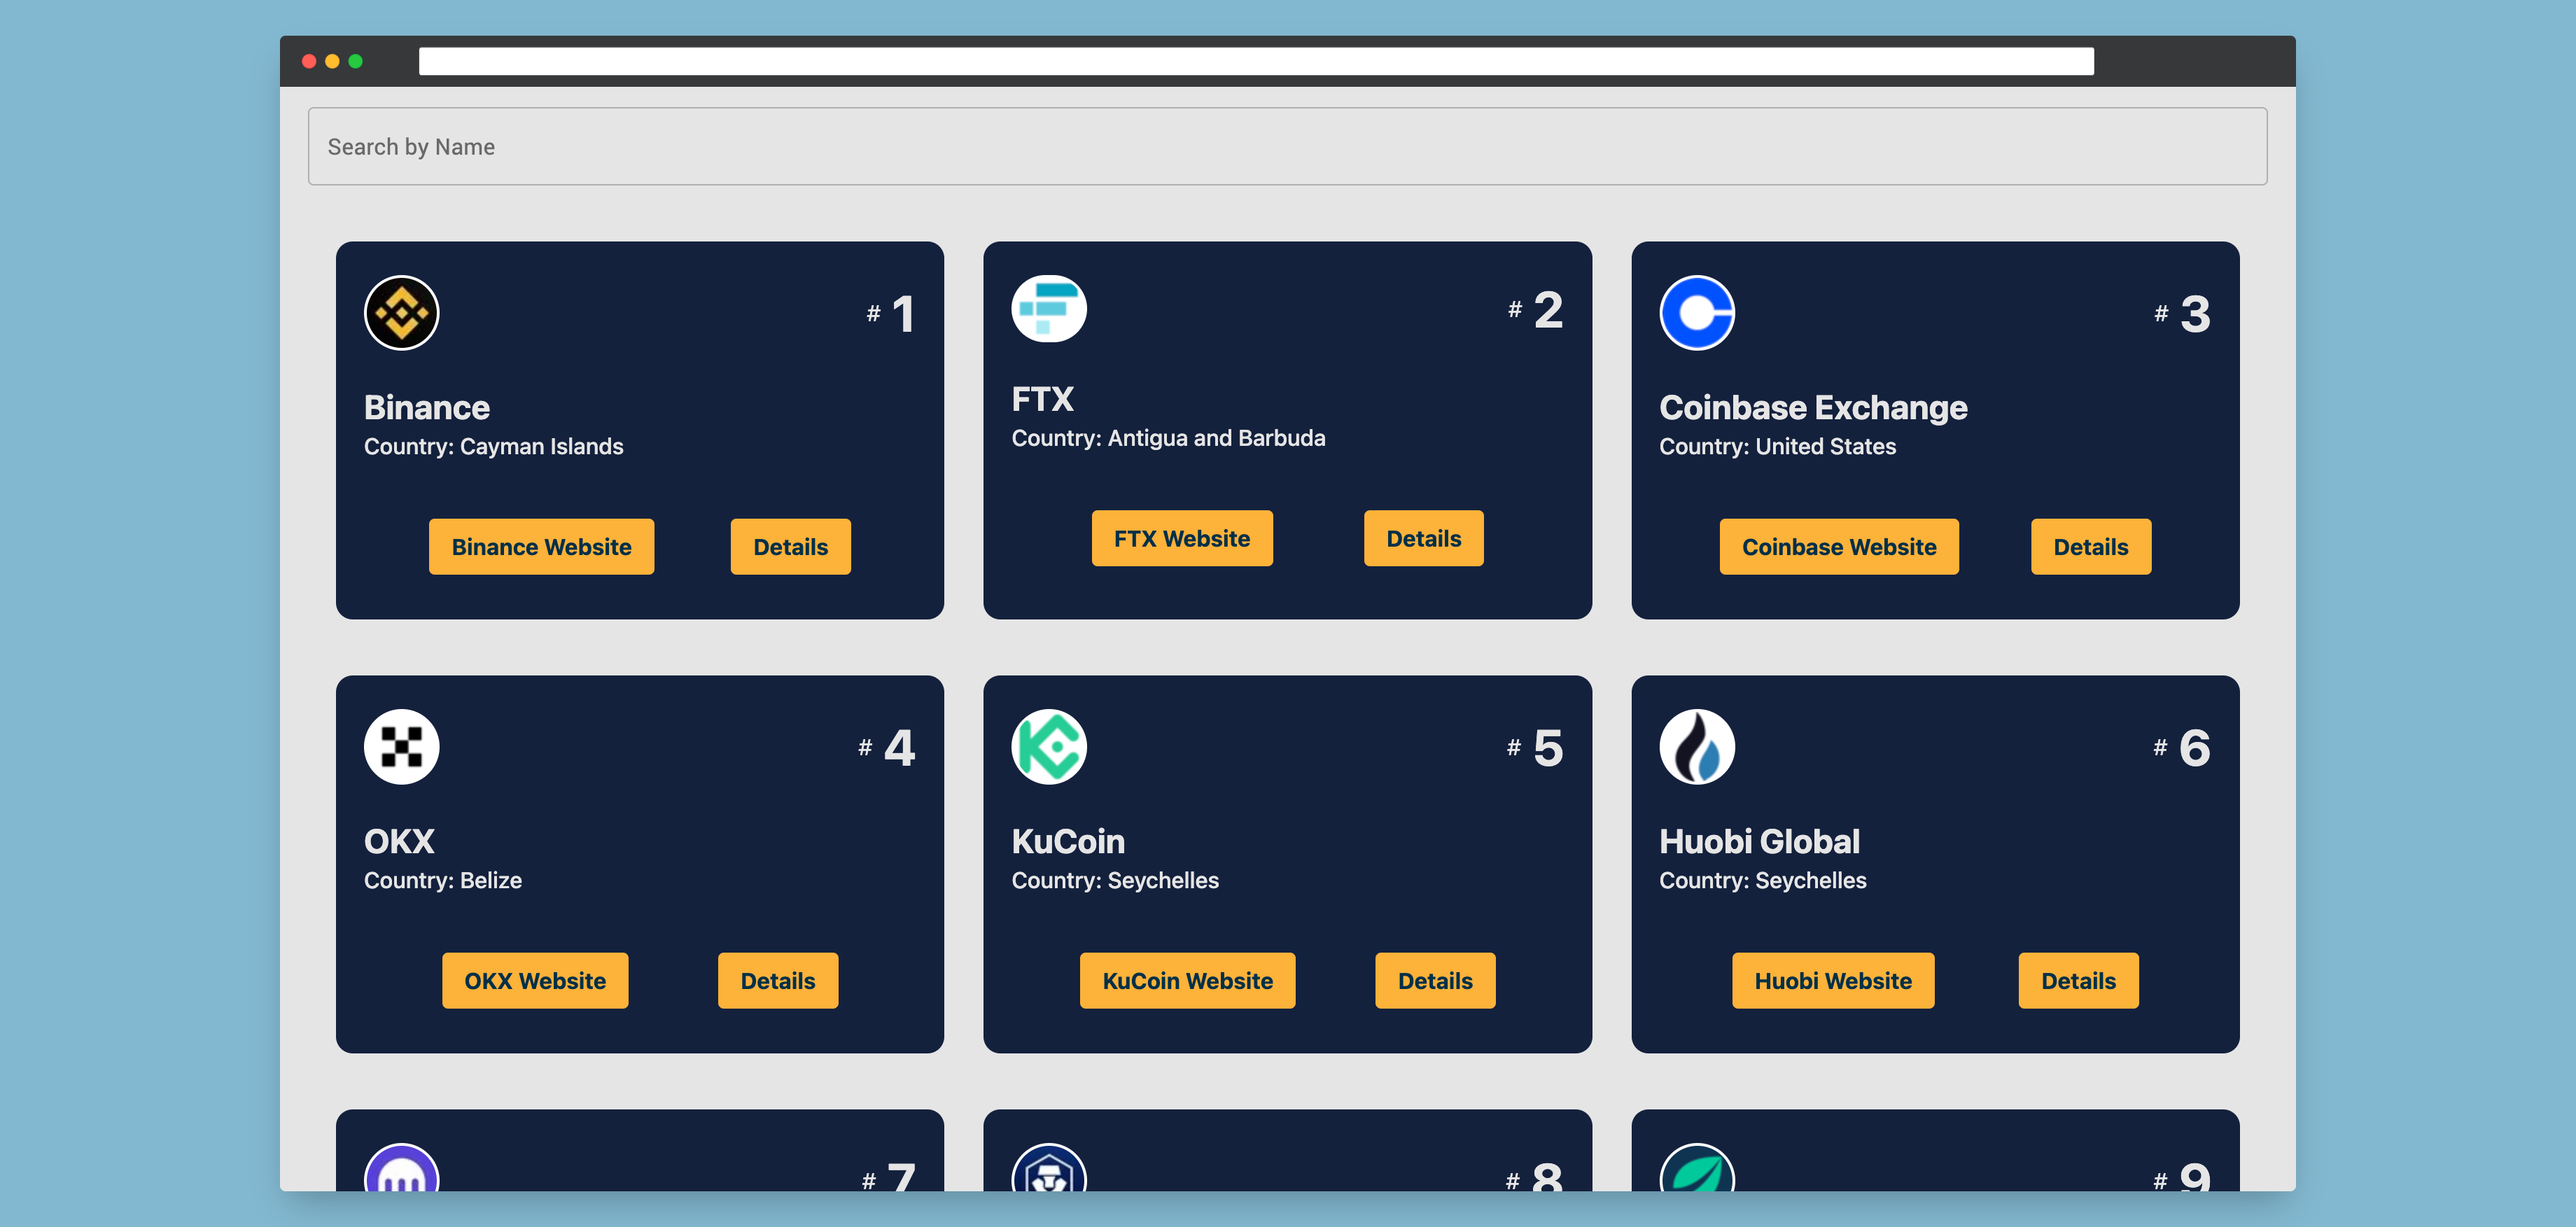 Search by Name
# 1
Binance
Country: Cayman Islands
Binance Website
Details
# 2
FTX
Country: Antigua and Barbuda
FTX Website
Details
# 3
Coinbase Exchange
Country: United States
Coinbase Website
Details
# 4
OKX
Country: Belize
OKX Website
Details
# 5
KuCoin
Country: Seychelles
KuCoin Website
Details
# 6
Huobi Global
Country: Seychelles
Huobi Website
Details
# 7
# 8
# 9